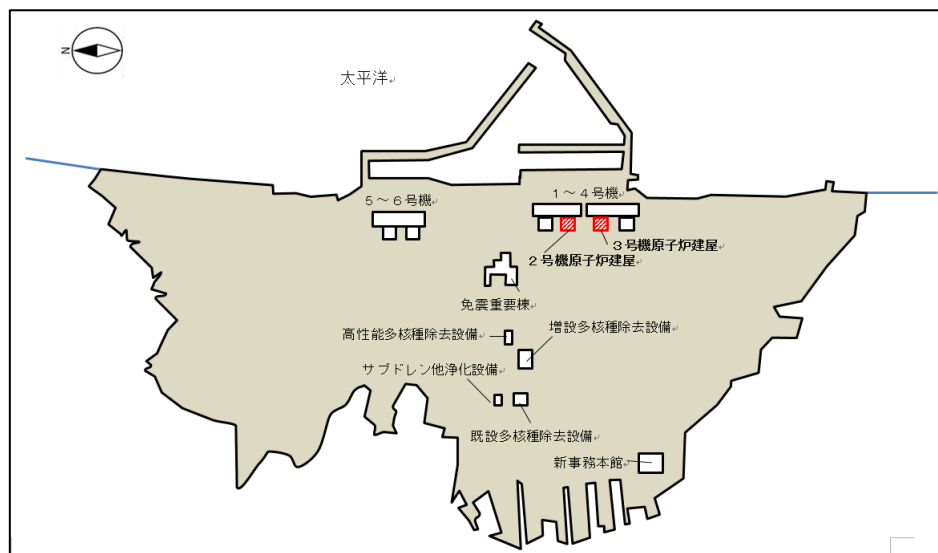 N
太平洋
5～6号機
1～4号機
2号機原子炉建屋
3号機原子炉建屋
免震重要棟
高性能多核種除去設備
増設多核種除去設備
サブドレン他浄化設備
既設多核種除去設備
新事務本館